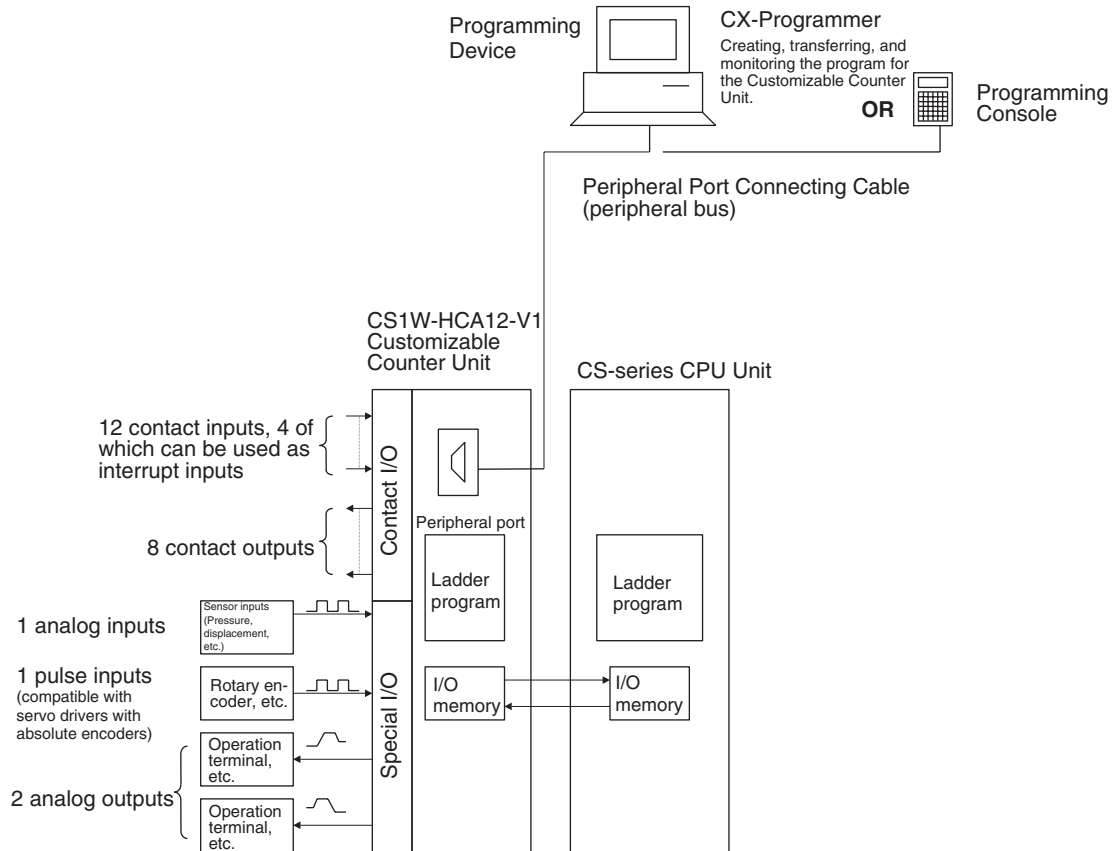 Programming
Device
CX-Programmer
Creating, transferring, and
monitoring the program for
the Customizable Counter
Unit.
OR
Programming
Console
Peripheral Port Connecting Cable
(peripheral bus)
CS1W-HCA12-V1
Customizable
Counter Unit
CS-series CPU Unit
12 contact inputs, 4 of
which can be used as
interrupt inputs
8 contact outputs
Contact I/O
Peripheral port
Ladder
program
Ladder
program
1 analog inputs
Sensor inputs
(Pressure,
displacement,
etc.)
1 pulse inputs
(compatible with
servo drivers with
absolute encoders)
Rotary en-
coder, etc.
Special I/O
I/O
memory
I/O
memory
2 analog outputs
Operation
terminal,
etc.
Operation
terminal,
etc.